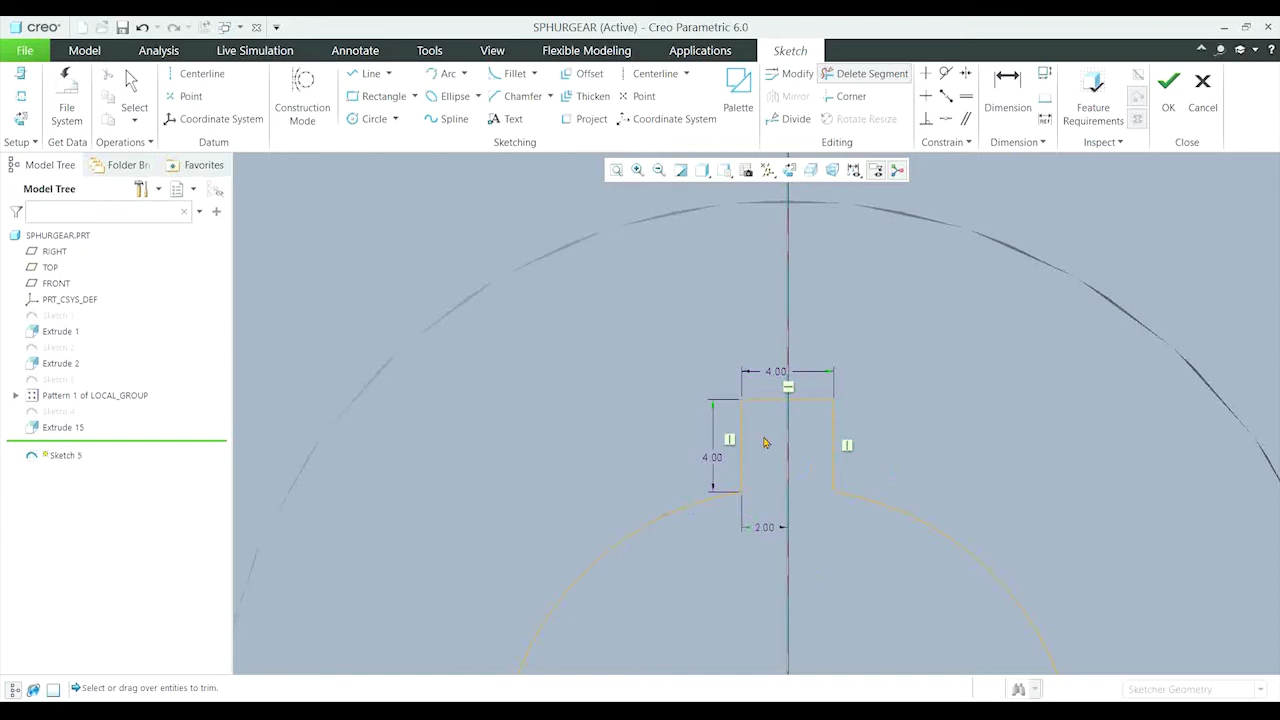 creo
SPHURGEAR (Active) - Creo Parametric 6.0
File Model Analysis Live Simulation Annotate Tools View Flexible Modeling Applications Sketch
File System
Select
Centerline
Point
Coordinate System
Construction Mode
Line Arc Fillet Offset Centerline
Rectangle Ellipse Chamfer Thicken Point
Circle Spline Text Project Coordinate System
Palette
Modify Delete Segment
Mirror Corner
Divide Rotate Resize
Dimension
Feature Requirements
OK Cancel
Setup Get Data Operations Datum Sketching Editing Constrain Dimension Inspect Close
Model Tree Folder Br Favorites
Model Tree
SPHURGEAR.PRT
RIGHT
TOP
FRONT
PRT_CSYS_DEF
Sketch 1
Extrude 1
Sketch 2
Extrude 2
Sketch 3
Pattern 1 of LOCAL_GROUP
Sketch 4
Extrude 15
Sketch 5
4.00
4.00
2.00
Select or drag over entities to trim.
Sketcher Geometry